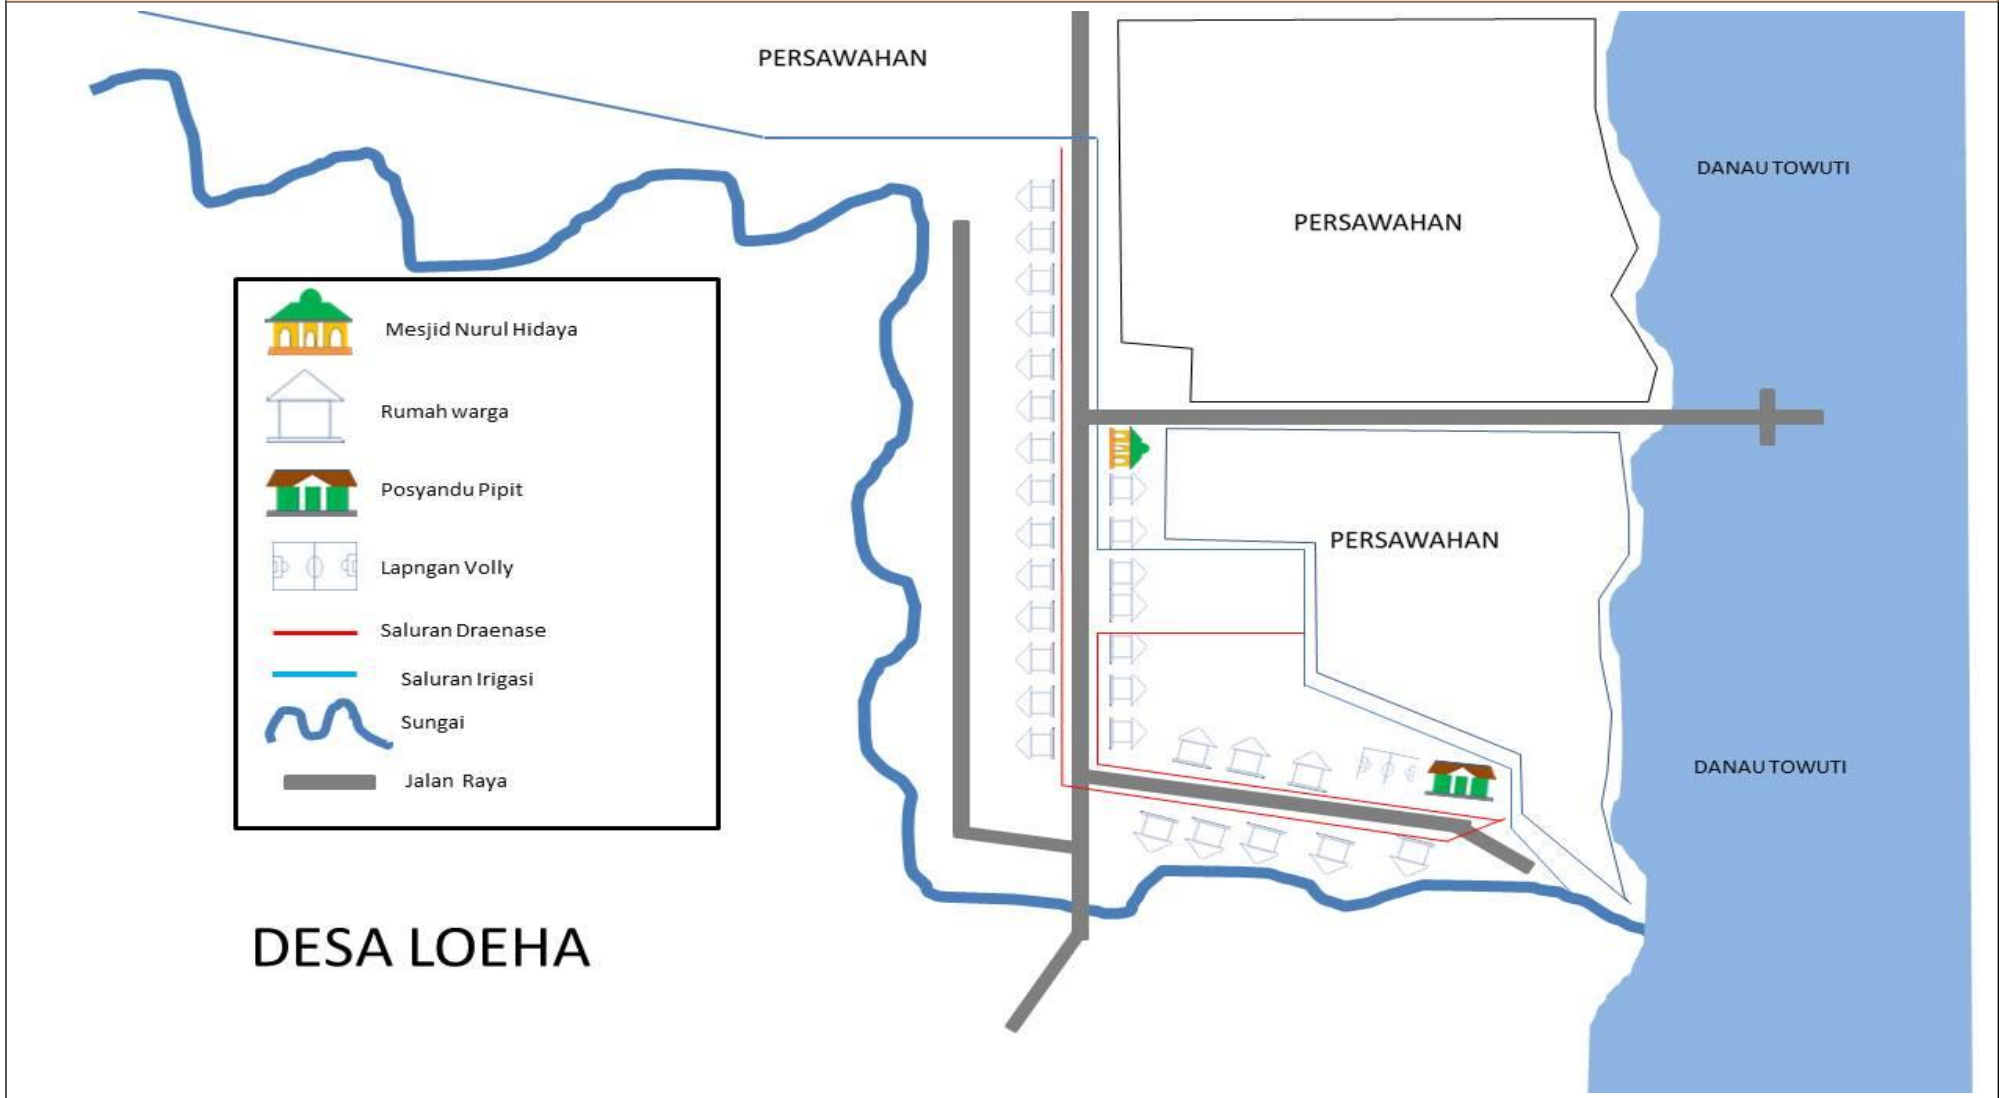 PERSAWAHAN
DANAU TOWUTI
PERSAWAHAN
Mesjid Nurul Hidaya
Rumah warga
Posyandu Pipit
PERSAWAHAN
Lapngan Volly
Saluran Draenase
Saluran Irigasi
Sungai
Jalan Raya
DANAU TOWUTI
DESA LOEHA